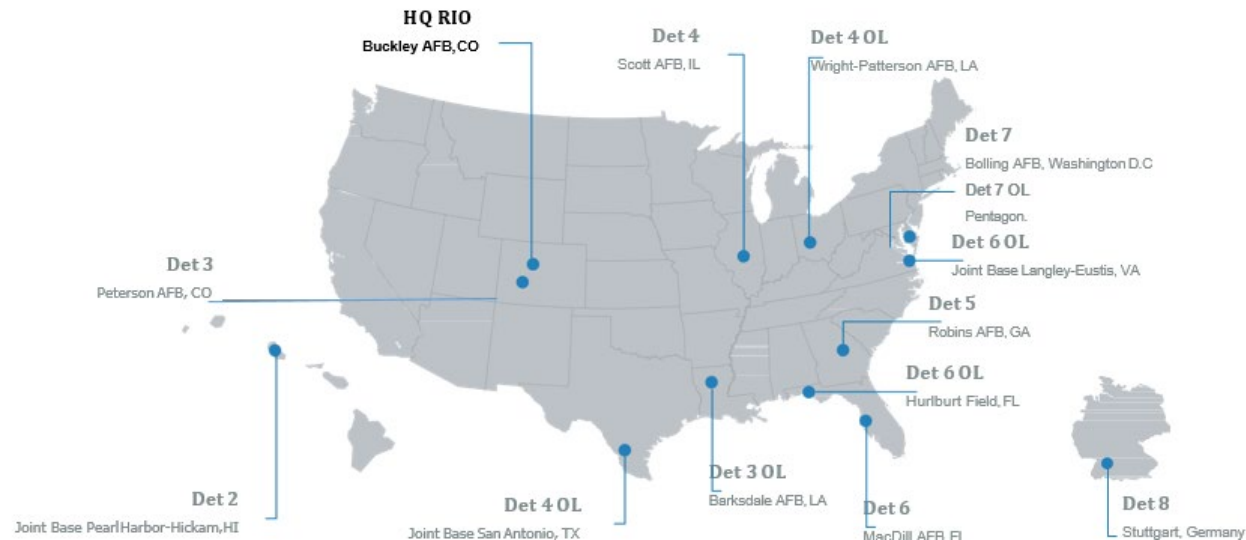 HQ RIO
Buckley AFB,CO
Det 4
Scott AFB, IL
Det 4 OL
Wright-Patterson AFB, LA
Det 7
Bolling AFB, Washington D.C
Det 7 OL
Pentagon.
Det 6 OL
Joint Base Langley-Eustis, VA
Det 3
Peterson AFB, CO
Det 5
Robins AFB, GA
Det 6 OL
Hurlburt Field, FL
Det 3 OL
Barksdale AFB, LA
Det 2
Joint Base Pearl Harbor-Hickam, HI
Det 4 OL
Joint Base San Antonio, TX
Det 6
MacDill AFB, FL
Det 8
Stuttgart, Germany